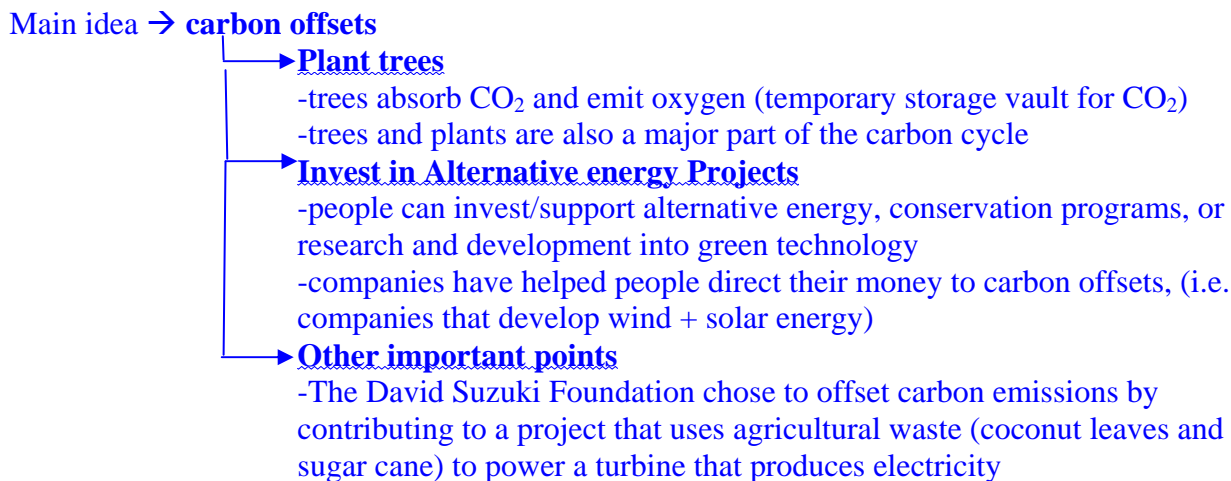 Main idea → carbon offsets
Plant trees
-trees absorb CO₂ and emit oxygen (temporary storage vault for CO₂)
-trees and plants are also a major part of the carbon cycle
Invest in Alternative energy Projects
-people can invest/support alternative energy, conservation programs, or
research and development into green technology
-companies have helped people direct their money to carbon offsets, (i.e.
companies that develop wind + solar energy)
Other important points
-The David Suzuki Foundation chose to offset carbon emissions by
contributing to a project that uses agricultural waste (coconut leaves and
sugar cane) to power a turbine that produces electricity